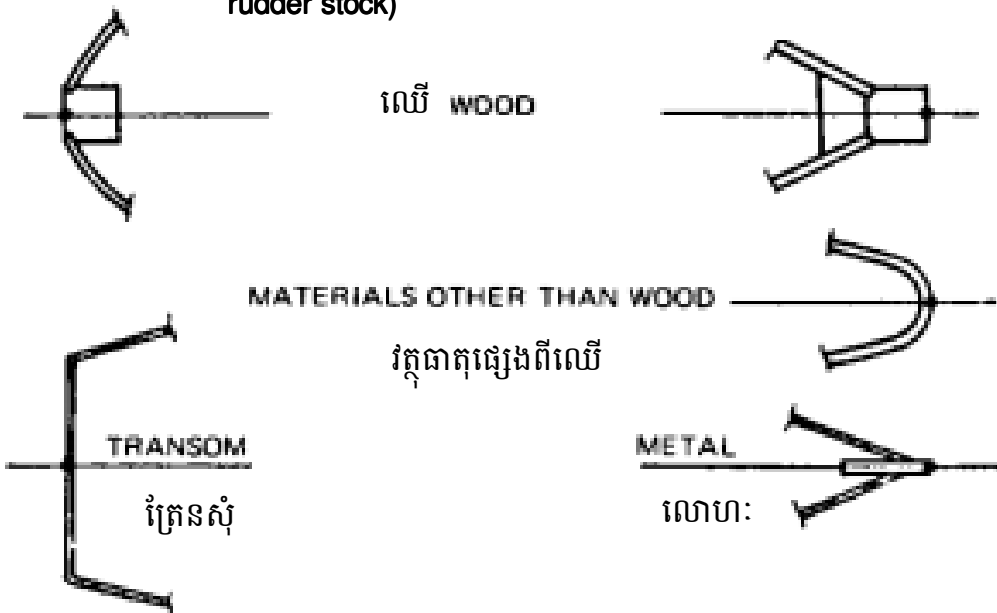 rudder stock)
ឈើ WOOD
MATERIALS OTHER THAN WOOD
វត្ថុធាតុផ្សេងពីឈើ
TRANSOM
METAL
ត្រែនសុំ
លោហៈ